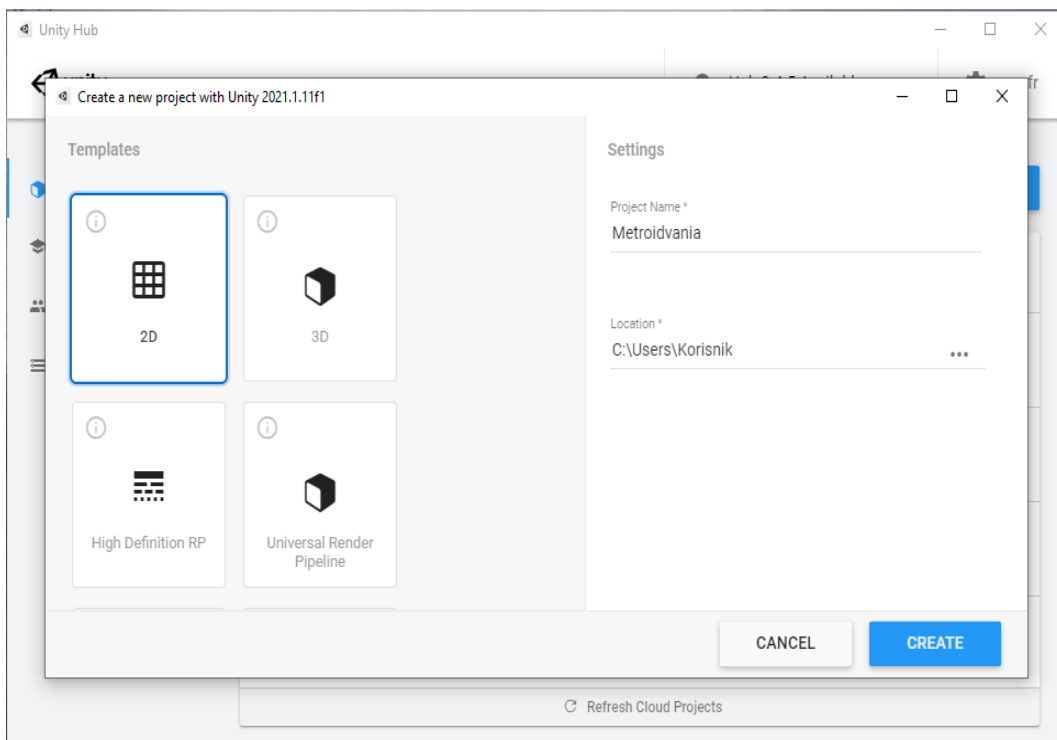 Unity Hub
Create a new project with Unity 2021.1.11f1
Templates
Settings
2D
3D
High Definition RP
Universal Render
Pipeline
Project Name *
Metroidvania
Location *
C:\Users\Korisnik
CANCEL
CREATE
Refresh Cloud Projects